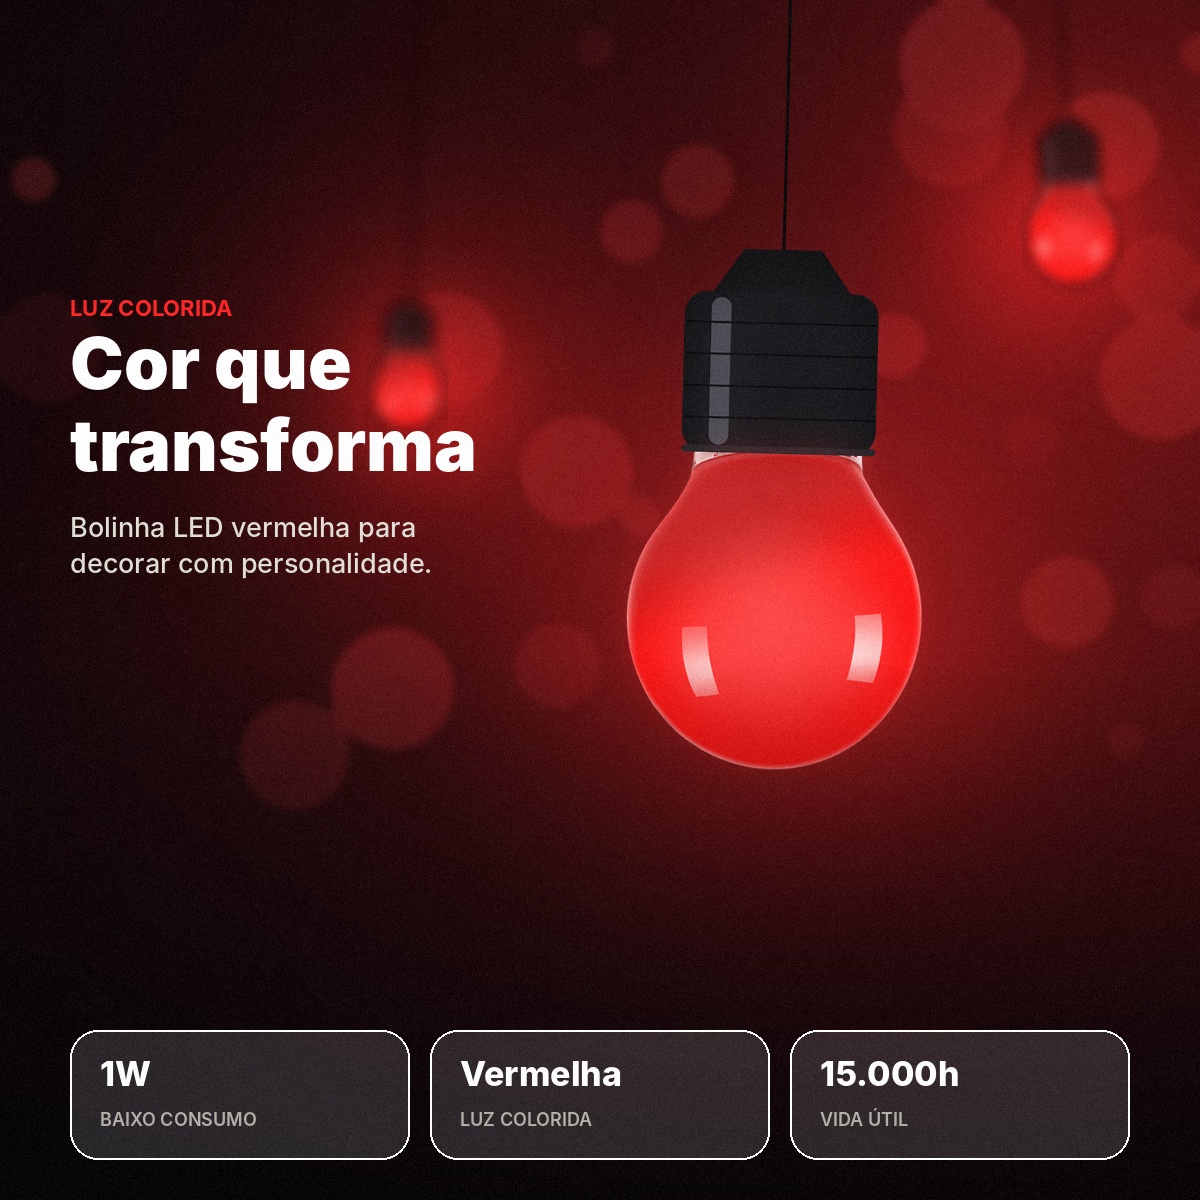 LUZ COLORIDA
Cor que
transforma
Bolinha LED vermelha para
decorar com personalidade.
1W
BAIXO CONSUMO
Vermelha
LUZ COLORIDA
15.000h
VIDA ÚTIL